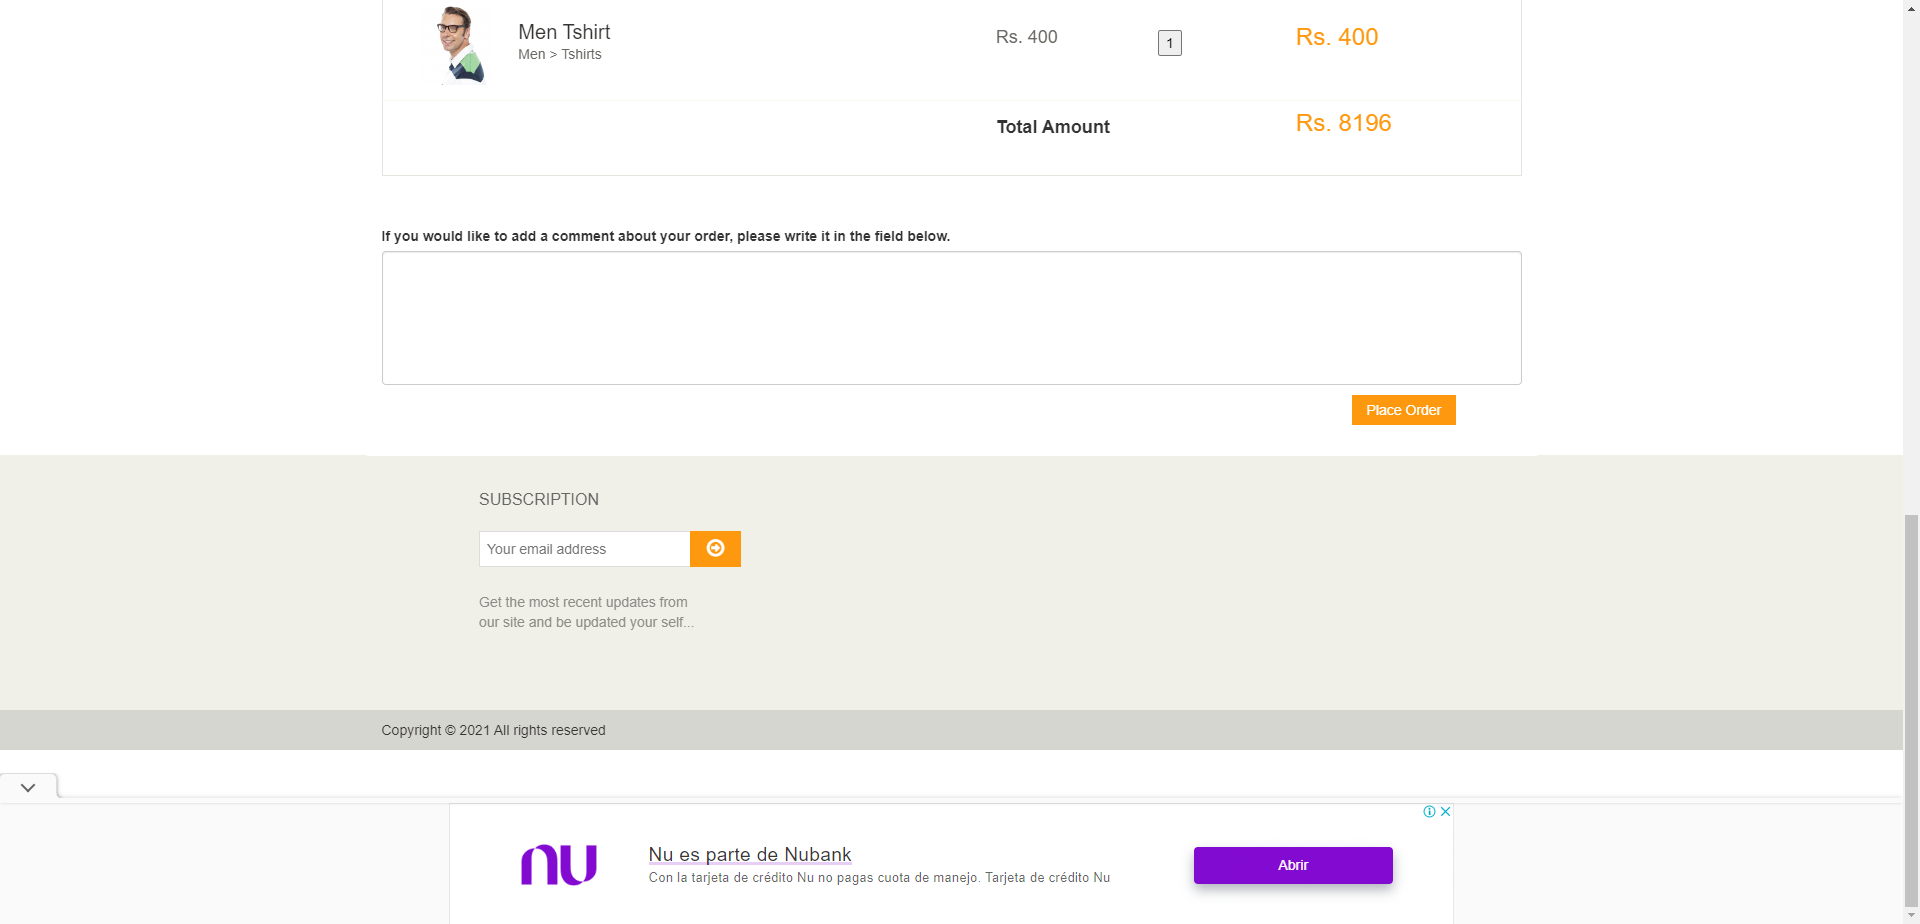 Men Tshirt
Men > Tshirts
Rs. 400
1
Rs. 400
Total Amount
Rs. 8196
If you would like to add a comment about your order, please write it in the field below.
Place Order
SUBSCRIPTION
Your email address
Get the most recent updates from
our site and be updated your self...
Copyright © 2021 All rights reserved
nu
Nu es parte de Nubank
Con la tarjeta de crédito Nu no pagas cuota de manejo. Tarjeta de crédito Nu
Abrir